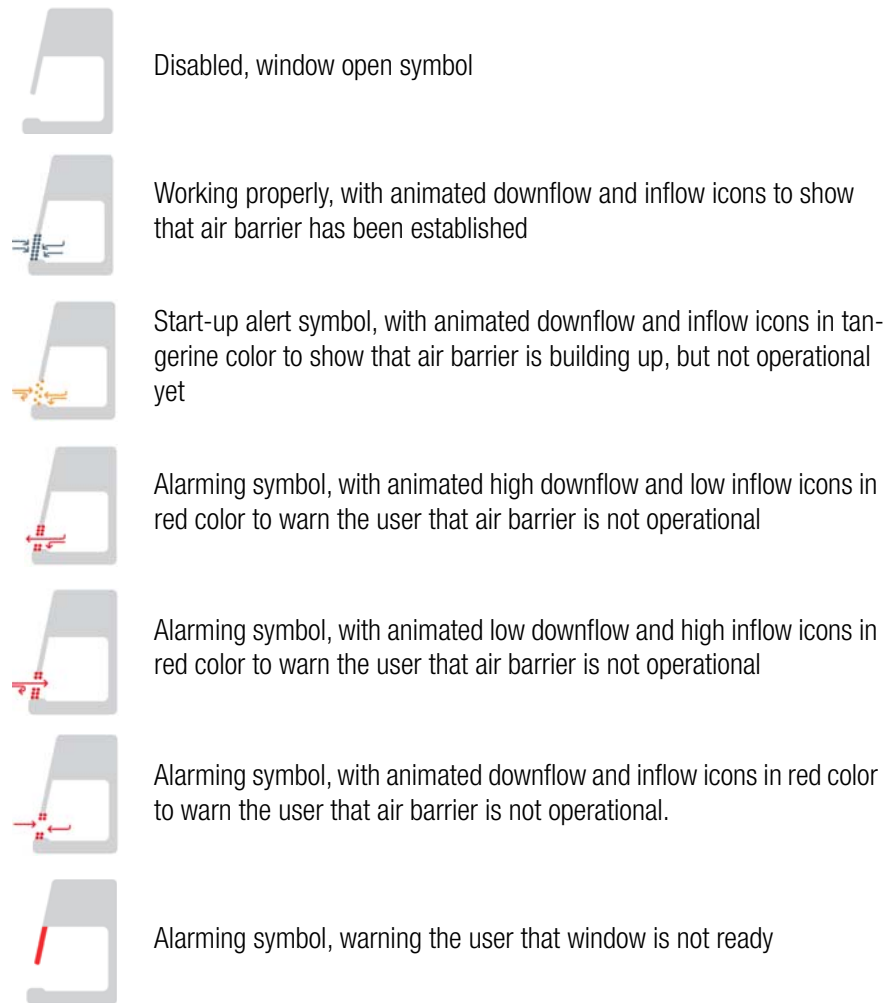 Disabled, window open symbol
Working properly, with animated downflow and inflow icons to show
that air barrier has been established
Start-up alert symbol, with animated downflow and inflow icons in tan-
gerine color to show that air barrier is building up, but not operational
yet
Alarming symbol, with animated high downflow and low inflow icons in
red color to warn the user that air barrier is not operational
Alarming symbol, with animated low downflow and high inflow icons in
red color to warn the user that air barrier is not operational
Alarming symbol, with animated downflow and inflow icons in red color
to warn the user that air barrier is not operational.
Alarming symbol, warning the user that window is not ready